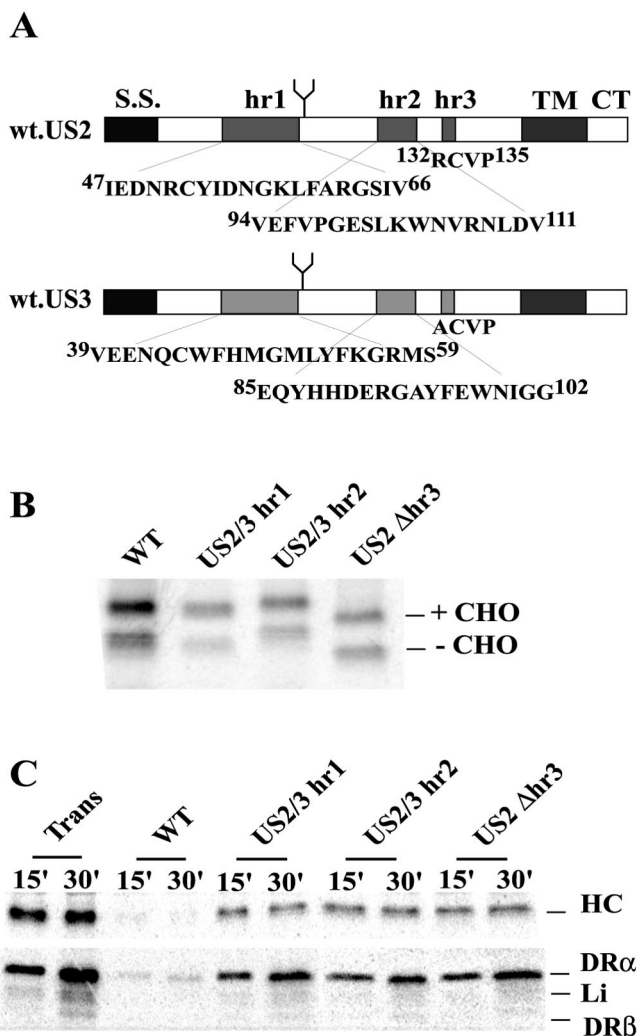 A
S.S. hr1 hr2 hr3 TM CT
wt.US2
132RCVP135
47IEDNRCYIDNGKLFARGSIV66
94VEFVPGESLKWNVRNLDV111
wt.US3
ACVP
39VEENQCWFHMGMLYFKGRMS59
85EQYHHDERGAYFEWNIGG102
B
WT US2/3 hr1 US2/3 hr2 US2 Δhr3
+ CHO
- CHO
C
Trans WT US2/3 hr1 US2/3 hr2 US2 Δhr3
15' 30' 15' 30' 15' 30' 15' 30' 15' 30'
HC
DRα
Li
DRβ